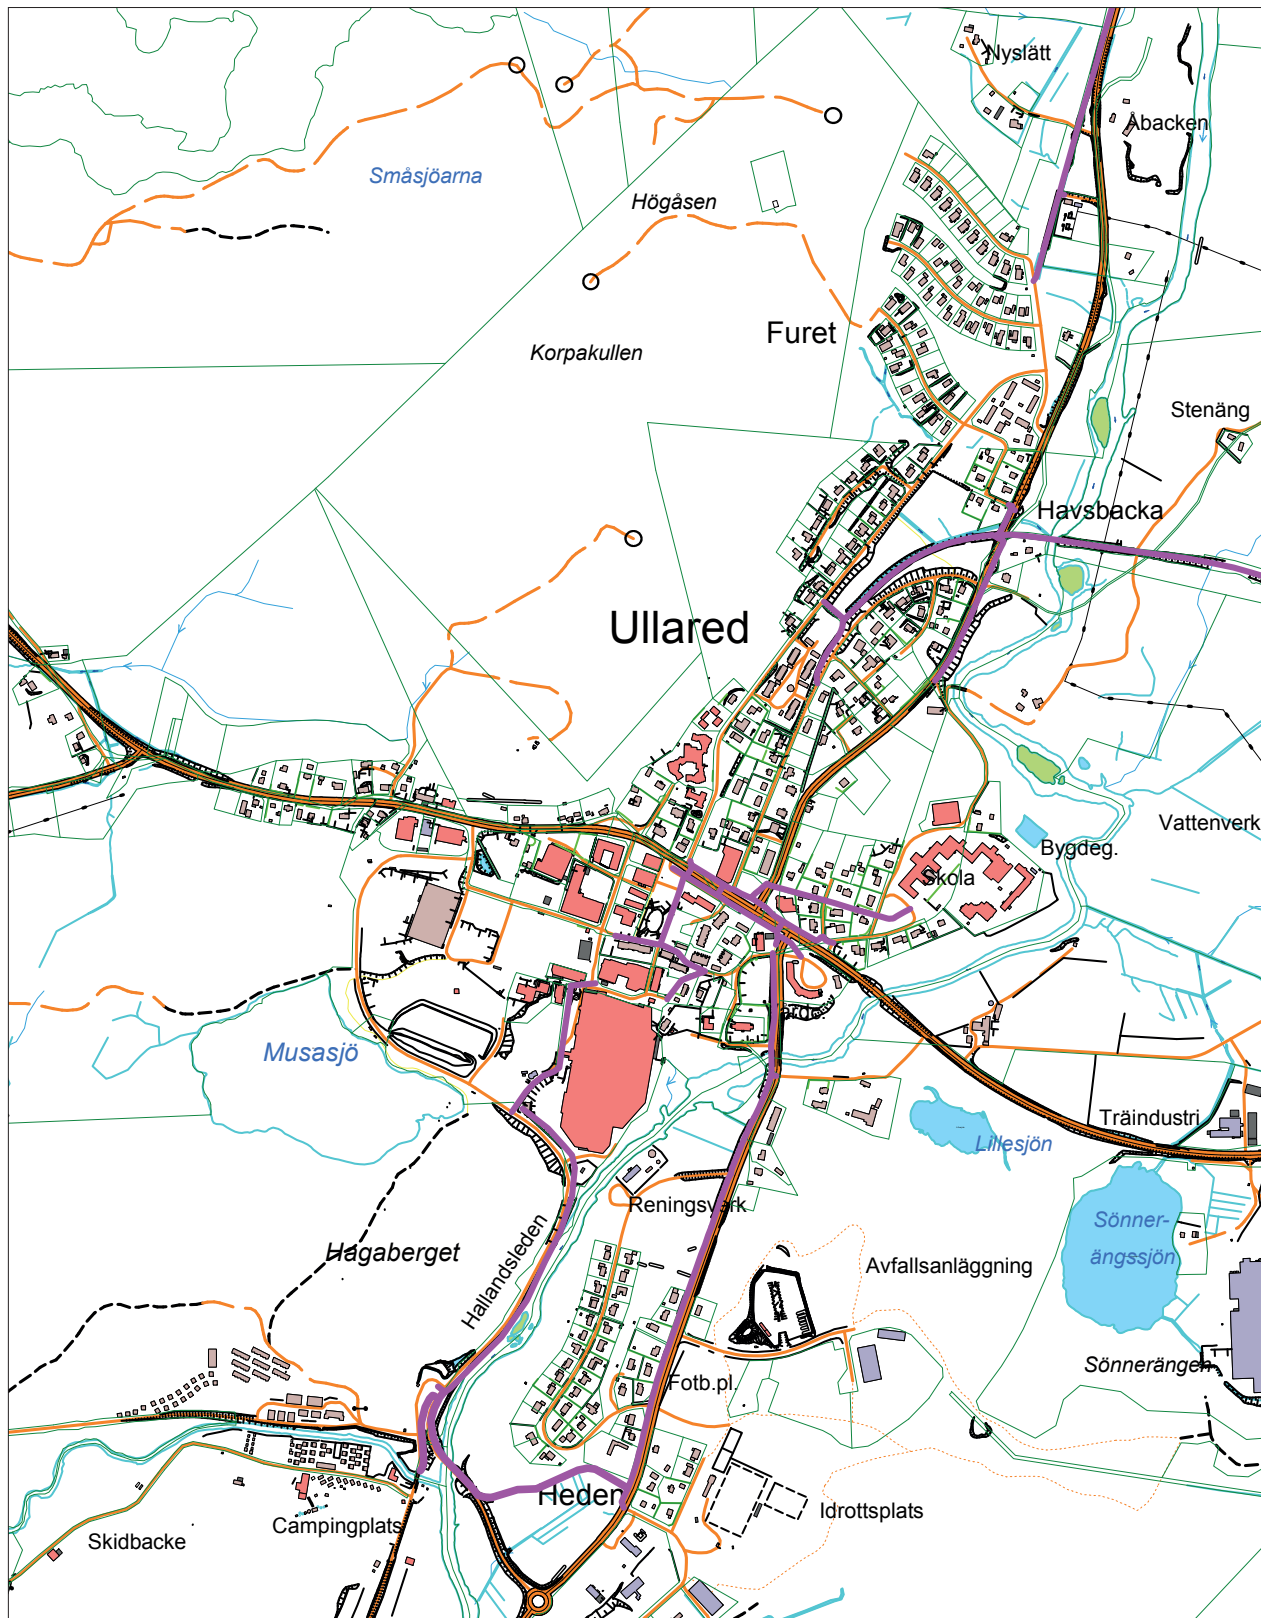 Nyslätt
Åbacken
Småsjöarna
Högåsen
Furet
Korpakullen
Stenäng
Havsbacka
Ullared
Vattenverk
Bygdeg.
Skola
Musasjö
Träindustri
Lillesjön
Reningsverk
Sönner-
ängssjön
Hagaberget
Hallandsleden
Avfallsanläggning
Sönnerängen
Fotb.pl.
Heden
Idrottsplats
Campingplats
Skidbacke